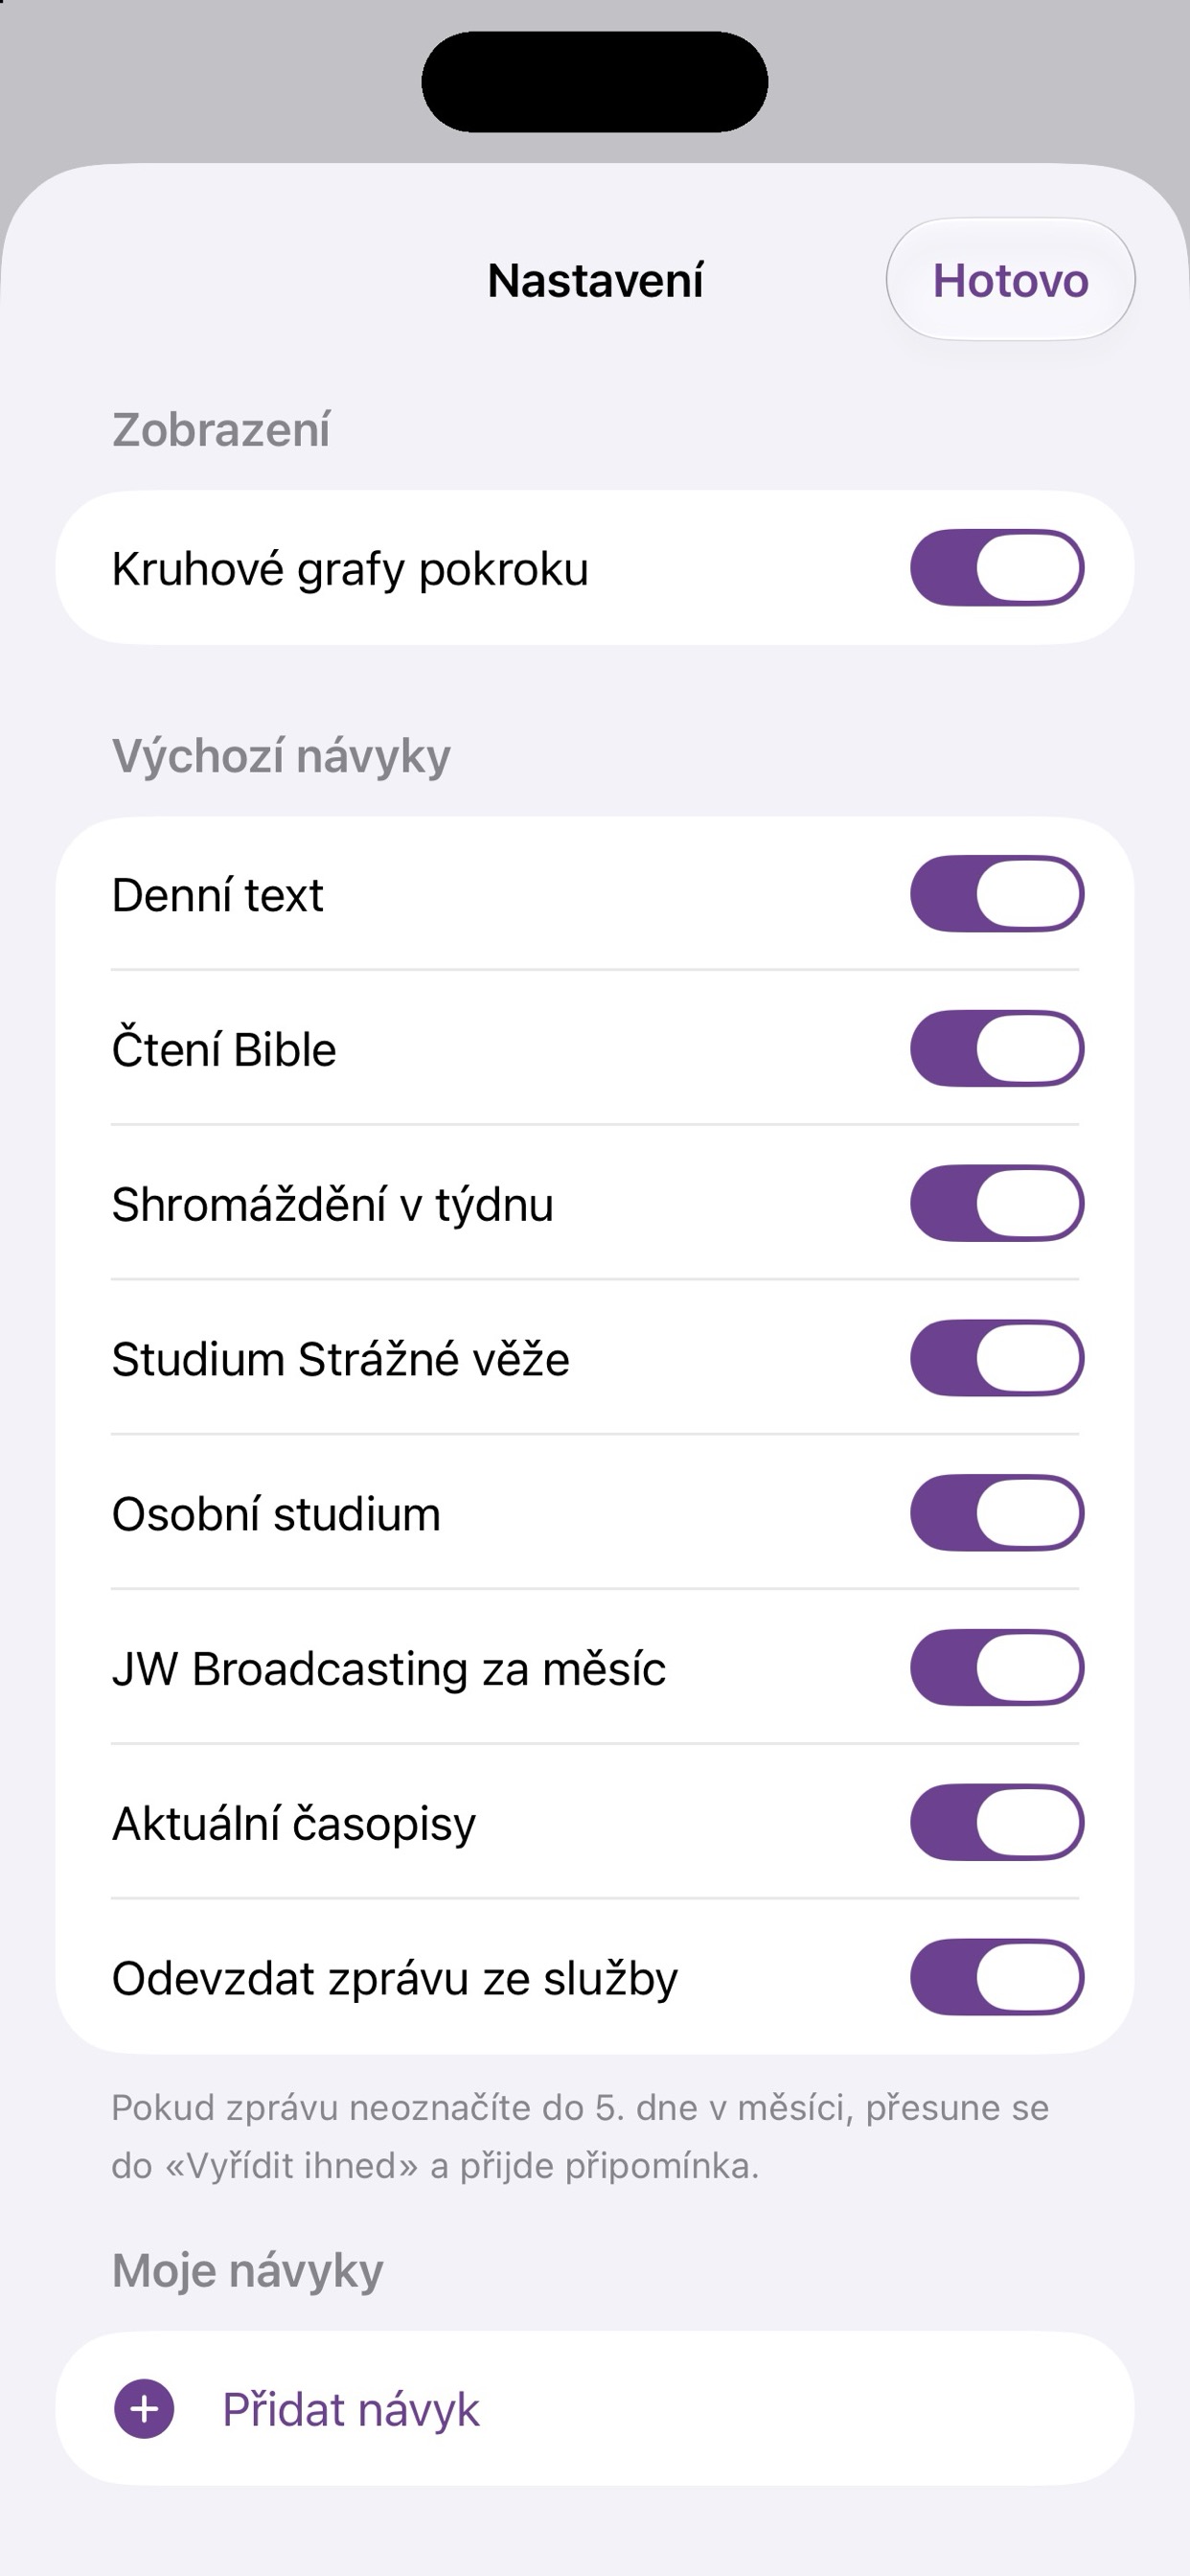 Nastavení
Hotovo
Zobrazení
Kruhové grafy pokroku
Výchozí návyky
Denní text
Čtení Bible
Shromáždění v týdnu
Studium Strážné věže
Osobní studium
JW Broadcasting za měsíc
Aktuální časopisy
Odevzdat zprávu ze služby
Pokud zprávu neoznačíte do 5. dne v měsíci, přesune se
do «Vyřídit ihned» a přijde připomínka.
Moje návyky
Přidat návyk